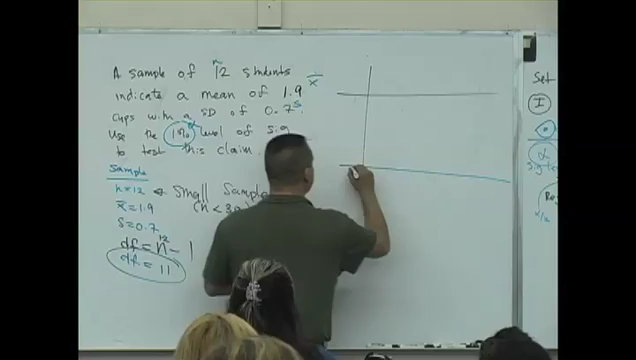 A sample of 12 students
n
x̄
indicate a mean of 1.9
cups with a SD of 0.7
s
Use the 1% level of sig
to test this claim.
Sample
n=12 ← Small Sample
x̄=1.9 (n < 30)
s=0.7
df = n - 1
12
df = 11
Set
I
α